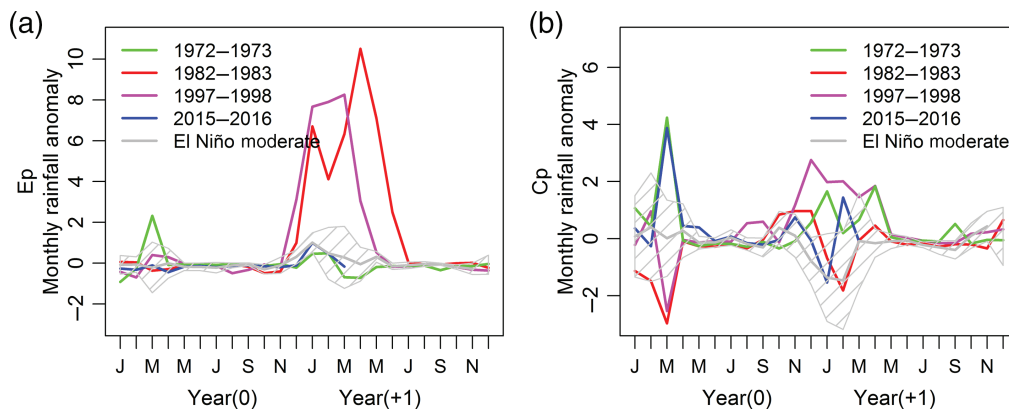 (a)
Ep
Monthly rainfall anomaly
10
8
6
4
2
0
−2
1972−1973
1982−1983
1997−1998
2015−2016
El Niño moderate
J M M J S N J M M J S N
Year(0) Year(+1)
(b)
Cp
Monthly rainfall anomaly
6
4
2
0
−2
1972−1973
1982−1983
1997−1998
2015−2016
El Niño moderate
J M M J S N J M M J S N
Year(0) Year(+1)